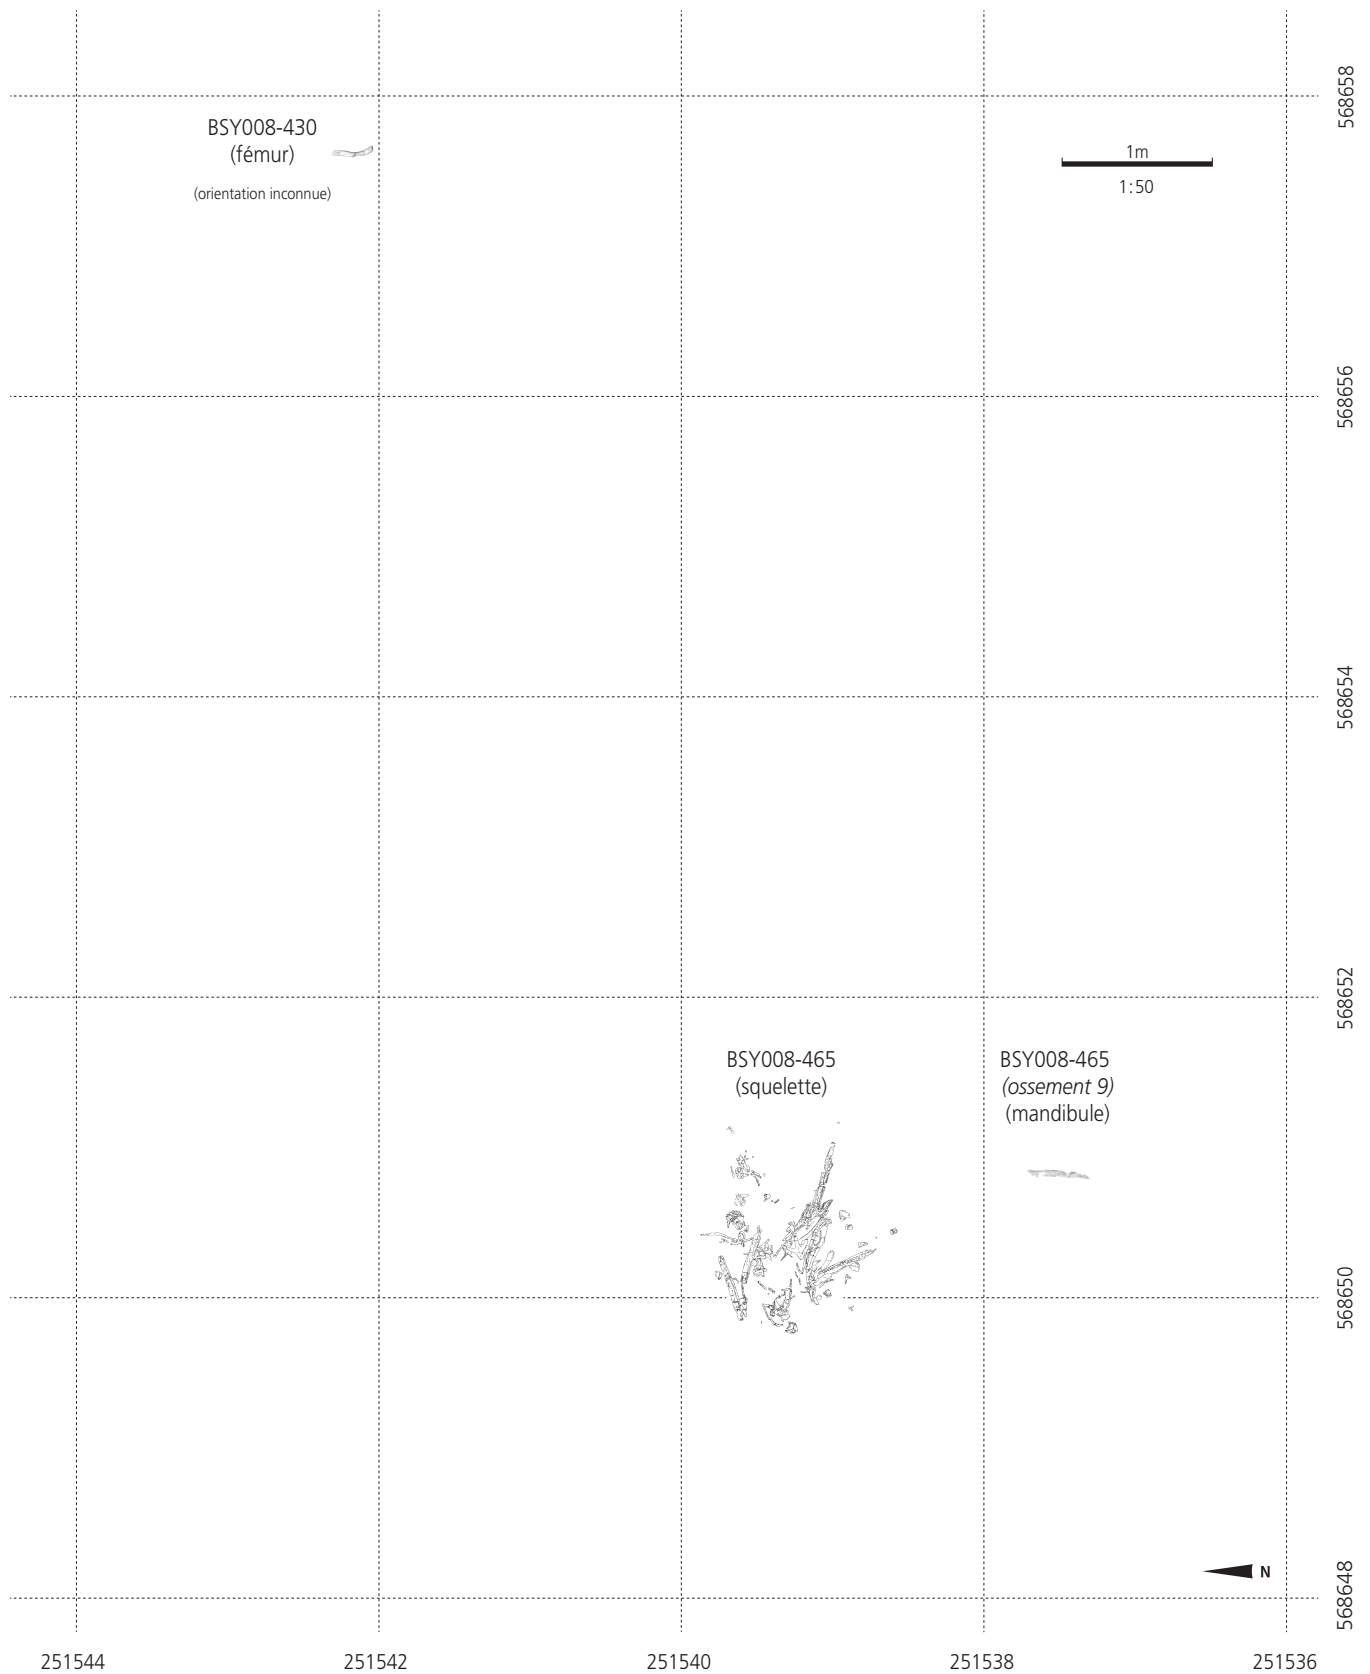 568658
BSY008-430
(fémur)
(orientation inconnue)
1m
1:50
568656
568654
568652
BSY008-465
(squelette)
BSY008-465
(ossement 9)
(mandibule)
568650
N
568648
251544
251542
251540
251538
251536